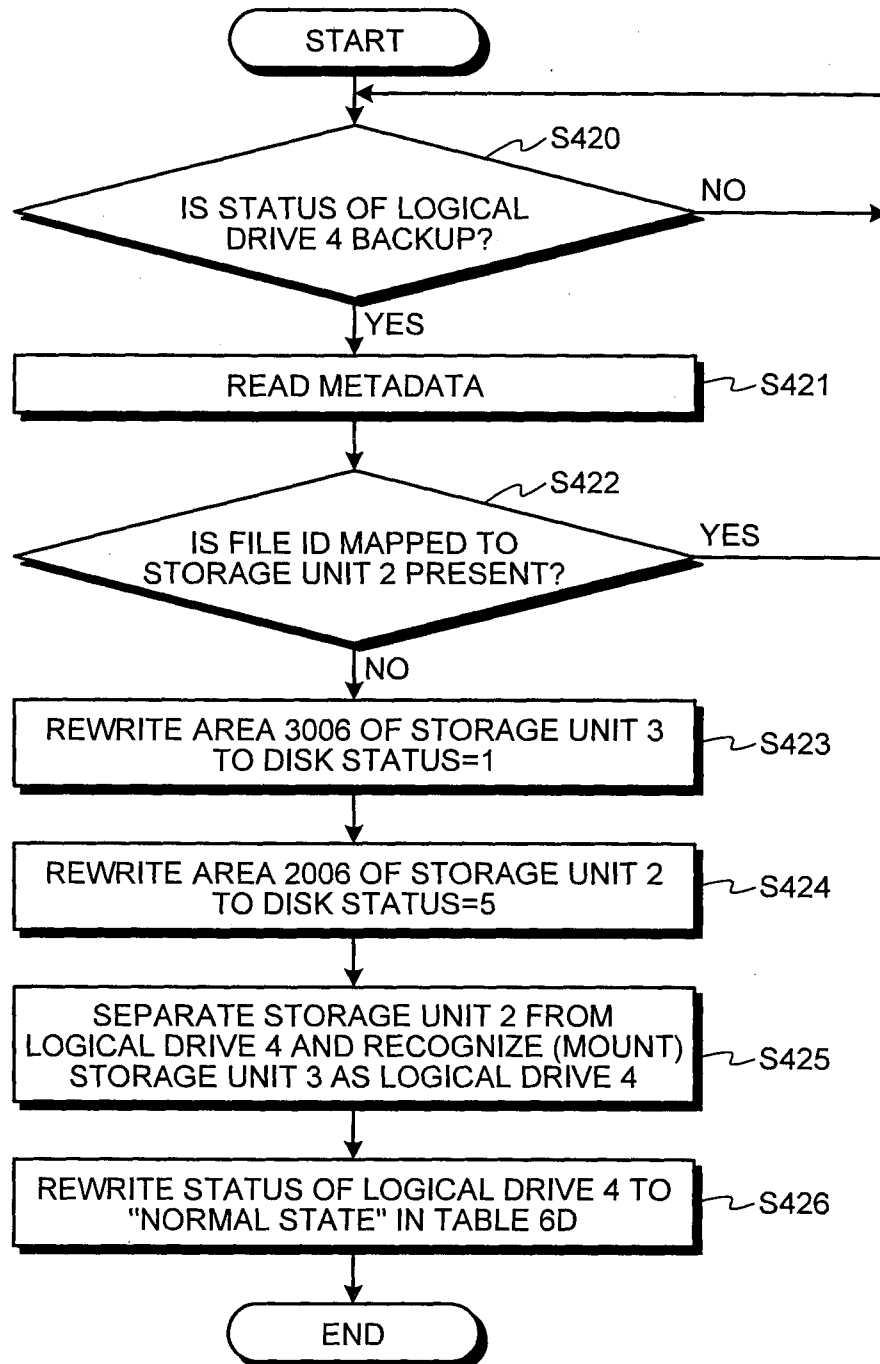 START
S420
IS STATUS OF LOGICAL
DRIVE 4 BACKUP?
NO
YES
READ METADATA
S421
S422
IS FILE ID MAPPED TO
STORAGE UNIT 2 PRESENT?
YES
NO
REWRITE AREA 3006 OF STORAGE UNIT 3
TO DISK STATUS=1
S423
REWRITE AREA 2006 OF STORAGE UNIT 2
TO DISK STATUS=5
S424
SEPARATE STORAGE UNIT 2 FROM
LOGICAL DRIVE 4 AND RECOGNIZE (MOUNT)
STORAGE UNIT 3 AS LOGICAL DRIVE 4
S425
REWRITE STATUS OF LOGICAL DRIVE 4 TO
"NORMAL STATE" IN TABLE 6D
S426
END